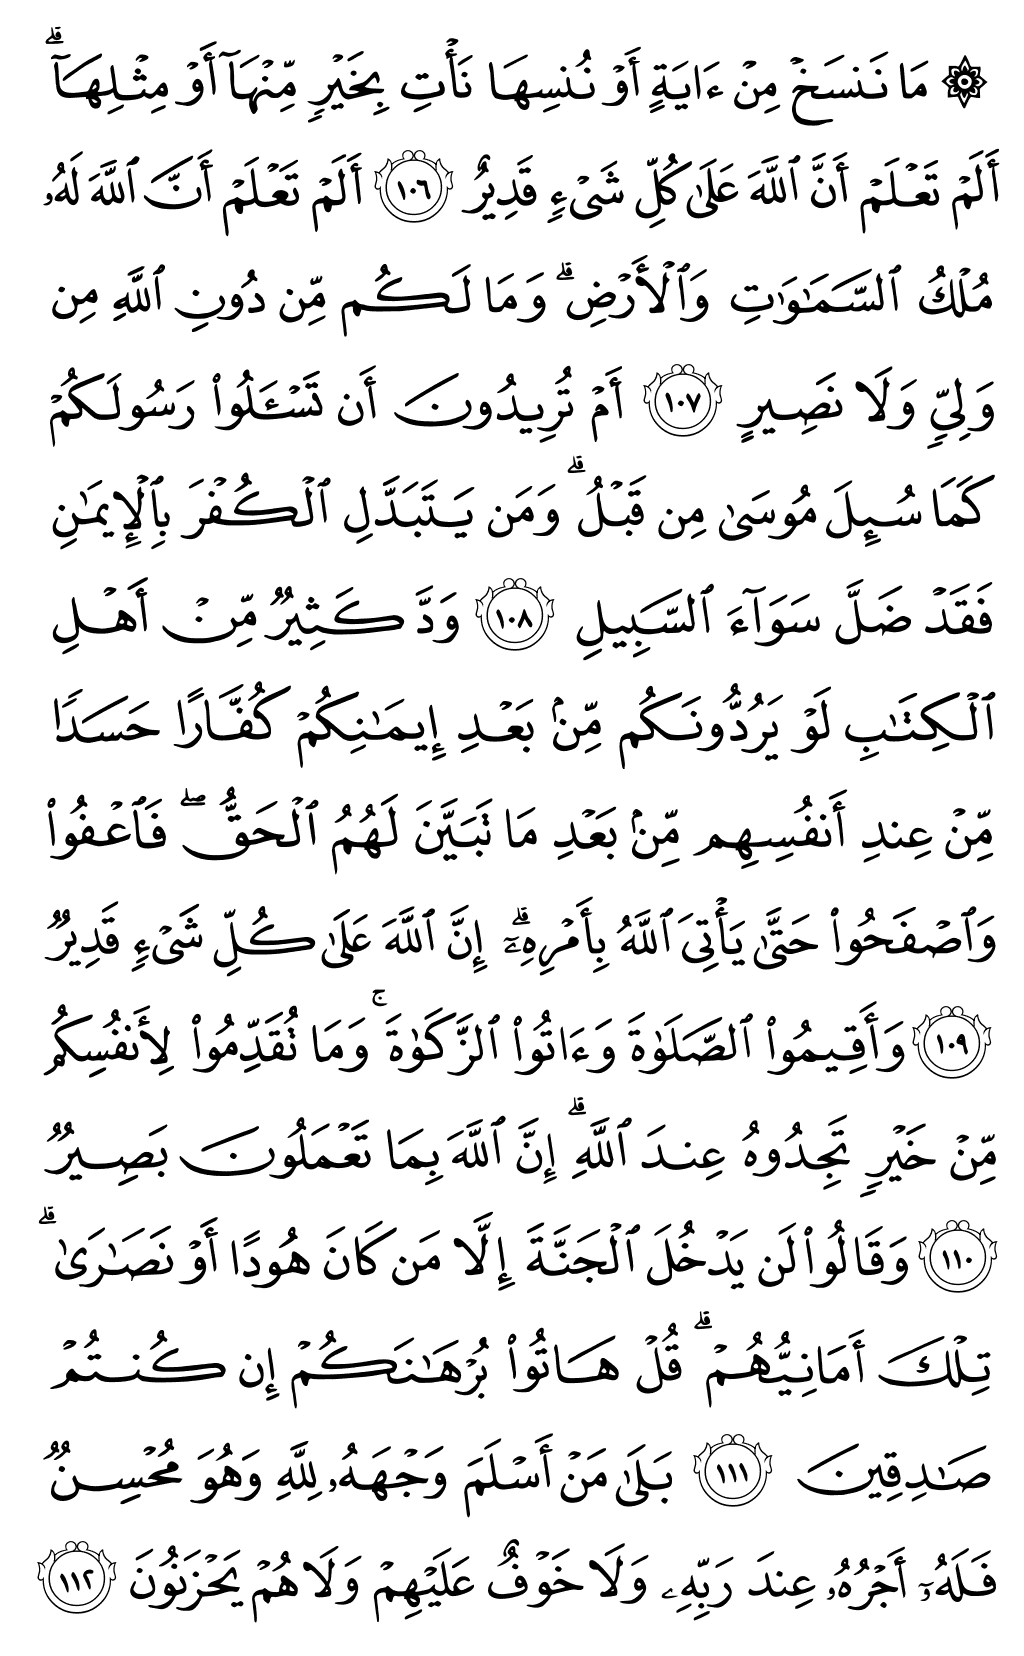 ۞ مَا نَنسَخْ مِنْ ءَايَةٍ أَوْ نُنسِهَا نَأْتِ بِخَيْرٍ مِّنْهَآ أَوْ مِثْلِهَآ ۗ
أَلَمْ تَعْلَمْ أَنَّ ٱللَّهَ عَلَىٰ كُلِّ شَىْءٍ قَدِيرٌ ١٠٦ أَلَمْ تَعْلَمْ أَنَّ ٱللَّهَ لَهُۥ
مُلْكُ ٱلسَّمَـٰوَٰتِ وَٱلْأَرْضِ ۗ وَمَا لَكُم مِّن دُونِ ٱللَّهِ مِن
وَلِىٍّ وَلَا نَصِيرٍ ١٠٧ أَمْ تُرِيدُونَ أَن تَسْـَٔلُوا۟ رَسُولَكُمْ
كَمَا سُئِلَ مُوسَىٰ مِن قَبْلُ ۗ وَمَن يَتَبَدَّلِ ٱلْكُفْرَ بِٱلْإِيمَـٰنِ
فَقَدْ ضَلَّ سَوَآءَ ٱلسَّبِيلِ ١٠٨ وَدَّ كَثِيرٌ مِّنْ أَهْلِ
ٱلْكِتَـٰبِ لَوْ يَرُدُّونَكُم مِّنۢ بَعْدِ إِيمَـٰنِكُمْ كُفَّارًا حَسَدًا
مِّنْ عِندِ أَنفُسِهِم مِّنۢ بَعْدِ مَا تَبَيَّنَ لَهُمُ ٱلْحَقُّ ۖ فَٱعْفُوا۟
وَٱصْفَحُوا۟ حَتَّىٰ يَأْتِىَ ٱللَّهُ بِأَمْرِهِۦٓ ۗ إِنَّ ٱللَّهَ عَلَىٰ كُلِّ شَىْءٍ قَدِيرٌ
١٠٩ وَأَقِيمُوا۟ ٱلصَّلَوٰةَ وَءَاتُوا۟ ٱلزَّكَوٰةَ ۚ وَمَا تُقَدِّمُوا۟ لِأَنفُسِكُم
مِّنْ خَيْرٍ تَجِدُوهُ عِندَ ٱللَّهِ ۗ إِنَّ ٱللَّهَ بِمَا تَعْمَلُونَ بَصِيرٌ
١١٠ وَقَالُوا۟ لَن يَدْخُلَ ٱلْجَنَّةَ إِلَّا مَن كَانَ هُودًا أَوْ نَصَـٰرَىٰ ۗ
تِلْكَ أَمَانِيُّهُمْ ۗ قُلْ هَاتُوا۟ بُرْهَـٰنَكُمْ إِن كُنتُمْ
صَـٰدِقِينَ ١١١ بَلَىٰ مَنْ أَسْلَمَ وَجْهَهُۥ لِلَّهِ وَهُوَ مُحْسِنٌ
فَلَهُۥٓ أَجْرُهُۥ عِندَ رَبِّهِۦ وَلَا خَوْفٌ عَلَيْهِمْ وَلَا هُمْ يَحْزَنُونَ ١١٢